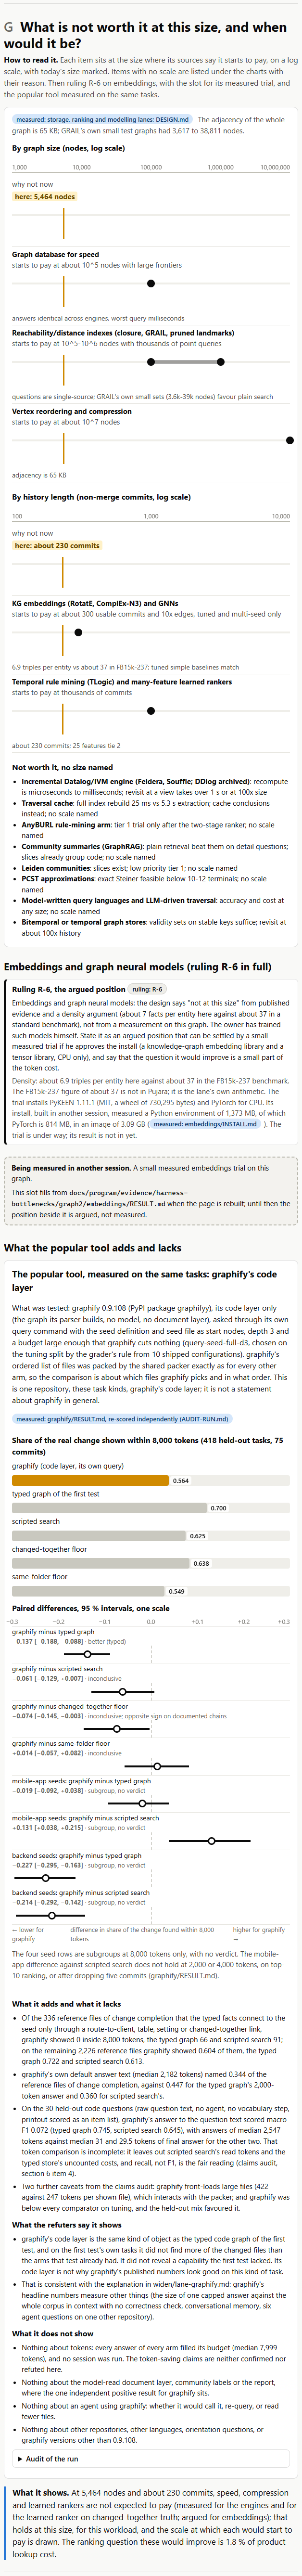 G What is not worth it at this size, and when
would it be?
How to read it. Each item sits at the size where its sources say it starts to pay, on a log
scale, with today's size marked. Items with no scale are listed under the charts with
their reason. Then ruling R-6 on embeddings, with the slot for its measured trial, and
the popular tool measured on the same tasks.
measured: storage, ranking and modelling lanes; DESIGN.md The adjacency of the whole
graph is 65 KB; GRAIL's own small test graphs had 3,617 to 38,811 nodes.
By graph size (nodes, log scale)
1,000 10,000 100,000 1,000,000 10,000,000
why not now
here: 5,464 nodes
Graph database for speed
starts to pay at about 10^5 nodes with large frontiers
answers identical across engines, worst query milliseconds
Reachability/distance indexes (closure, GRAIL, pruned landmarks)
starts to pay at 10^5-10^6 nodes with thousands of point queries
questions are single-source; GRAIL's own small sets (3.6k-39k nodes) favour plain search
Vertex reordering and compression
starts to pay at about 10^7 nodes
adjacency is 65 KB
By history length (non-merge commits, log scale)
100 1,000 10,000
why not now
here: about 230 commits
KG embeddings (RotatE, ComplEx-N3) and GNNs
starts to pay at about 300 usable commits and 10x edges, tuned and multi-seed only
6.9 triples per entity vs about 37 in FB15k-237; tuned simple baselines match
Temporal rule mining (TLogic) and many-feature learned rankers
starts to pay at thousands of commits
about 230 commits; 25 features tie 2
Not worth it, no size named
• Incremental Datalog/IVM engine (Feldera, Souffle; DDlog archived): recompute
is microseconds to milliseconds; revisit at a view takes over 1 s or at 100x size
• Traversal cache: full index rebuild 25 ms vs 5.3 s extraction; cache conclusions
instead; no scale named
• AnyBURL rule-mining arm: tier 1 trial only after the two-stage ranker; no scale
named
• Community summaries (GraphRAG): plain retrieval beat them on detail questions;
slices already group code; no scale named
• Leiden communities: slices exist; low priority tier 1; no scale named
• PCST approximations: exact Steiner feasible below 10-12 terminals; no scale
named
• Model-written query languages and LLM-driven traversal: accuracy and cost at
any size; no scale named
• Bitemporal or temporal graph stores: validity sets on stable keys suffice; revisit at
about 100x history
Embeddings and graph neural models (ruling R-6 in full)
Ruling R-6, the argued position ruling: R-6
Embeddings and graph neural models: the design says "not at this size" from published
evidence and a density argument (about 7 facts per entity here against about 37 in a
standard benchmark), not from a measurement on this graph. The owner has trained
such models himself. State it as an argued position that can be settled by a small
measured trial if he approves the install (a knowledge-graph embedding library and a
tensor library, CPU only), and say that the question it would improve is a small part of
the token cost.
Density: about 6.9 triples per entity here against about 37 in the FB15k-237 benchmark.
The FB15k-237 figure of about 37 is not in Pujara; it is the lane's own arithmetic. The
trial installs PyKEEN 1.11.1 (MIT, a wheel of 730,295 bytes) and PyTorch for CPU. Its
install, built in another session, measured a Python environment of 1,373 MB, of which
PyTorch is 814 MB, in an image of 3.09 GB ( measured: embeddings/INSTALL.md ). The
trial is under way; its result is not in yet.
Being measured in another session. A small measured embeddings trial on this
graph.
This slot fills from docs/program/evidence/harness-
bottlenecks/graph2/embeddings/RESULT.md when the page is rebuilt; until then the
position beside it is argued, not measured.
What the popular tool adds and lacks
The popular tool, measured on the same tasks: graphify's code
layer
What was tested: graphify 0.9.108 (PyPI package graphifyy), its code layer only
(the graph its parser builds, no model, no document layer), asked through its own
query command with the seed definition and seed file as start nodes, depth 3 and
a budget large enough that graphify cuts nothing (query-seed-full-d3, chosen
on the tuning split by the grader's rule from 10 shipped configurations). graphify's
ordered list of files was packed by the shared packer exactly as for every other
arm, so the comparison is about which files graphify picks and in what order. This
is one repository, these task kinds, graphify's code layer; it is not a statement
about graphify in general.
measured: graphify/RESULT.md, re-scored independently (AUDIT-RUN.md)
Share of the real change shown within 8,000 tokens (418 held-out tasks, 75
commits)
graphify (code layer, its own query)
0.564
typed graph of the first test
0.700
scripted search
0.625
changed-together floor
0.638
same-folder floor
0.549
Paired differences, 95 % intervals, one scale
−0.3 −0.2 −0.1 0.0 +0.1 +0.2 +0.3
graphify minus typed graph
−0.137 [−0.188, −0.088] · better (typed)
graphify minus scripted search
−0.061 [−0.129, +0.007] · inconclusive
graphify minus changed-together floor
−0.074 [−0.145, −0.003] · inconclusive; opposite sign on documented chains
graphify minus same-folder floor
+0.014 [−0.057, +0.082] · inconclusive
mobile-app seeds: graphify minus typed graph
−0.019 [−0.092, +0.038] · subgroup, no verdict
mobile-app seeds: graphify minus scripted search
+0.131 [+0.038, +0.215] · subgroup, no verdict
backend seeds: graphify minus typed graph
−0.227 [−0.295, −0.163] · subgroup, no verdict
backend seeds: graphify minus scripted search
−0.214 [−0.292, −0.142] · subgroup, no verdict
← lower for graphify difference in share of the change found within 8,000 tokens higher for graphify →
The four seed rows are subgroups at 8,000 tokens only, with no verdict. The mobile-
app difference against scripted search does not hold at 2,000 or 4,000 tokens, on top-
10 ranking, or after dropping five commits (graphify/RESULT.md).
What it adds and what it lacks
• Of the 336 reference files of change completion that the typed facts connect to
the seed only through a route-to-client, table, setting or changed-together link,
graphify showed 0 inside 8,000 tokens, the typed graph 66 and scripted search 91;
on the remaining 2,226 reference files graphify showed 0.604 of them, the typed
graph 0.722 and scripted search 0.613.
• graphify's own default answer text (median 2,182 tokens) named 0.344 of the
reference files of change completion, against 0.447 for the typed graph's 2,000-
token answer and 0.360 for scripted search's.
• On the 30 held-out code questions (raw question text, no agent, no vocabulary step,
printout scored as an item list), graphify's answer to the question text scored macro
F1 0.072 (typed graph 0.745, scripted search 0.645), with answers of median 2,547
tokens against median 31 and 29.5 tokens of final answer for the other two. That
token comparison is incomplete: it leaves out scripted search's read tokens and the
typed store's uncounted costs, and recall, not F1, is the fair reading (claims audit,
section 6 item 4).
• Two further caveats from the claims audit: graphify front-loads large files (422
against 247 tokens per shown file), which interacts with the packer; and graphify was
below every comparator on tuning, and the held-out mix favoured it.
What the refuters say it shows
• graphify's code layer is the same kind of object as the typed code graph of the first
test, and on the first test's own tasks it did not find more of the changed files than
the arms that test already had. It did not reveal a capability the first test lacked. Its
code layer is not why graphify's published numbers look good on this kind of task.
• That is consistent with the explanation in widen/lane-graphify.md: graphify's
headline numbers measure other things (the size of one capped answer against the
whole corpus in context with no correctness check, conversational memory, six
agent questions on one other repository).
What it does not show
• Nothing about tokens: every answer of every arm filled its budget (median 7,999
tokens), and no session was run. The token-saving claims are neither confirmed nor
refuted here.
• Nothing about the model-read document layer, community labels or the report,
where the one independent positive result for graphify sits.
• Nothing about an agent using graphify: whether it would call it, re-query, or read
fewer files.
• Nothing about other repositories, other languages, orientation questions, or
graphify versions other than 0.9.108.
▸ Audit of the run
What it shows. At 5,464 nodes and about 230 commits, speed, compression
and learned rankers are not expected to pay (measured for the engines and for
the learned ranker on changed-together truth; argued for embeddings); that
holds at this size, for this workload, and the scale at which each would start to
pay is drawn. The ranking question these would improve is 1.8 % of product
lookup cost.